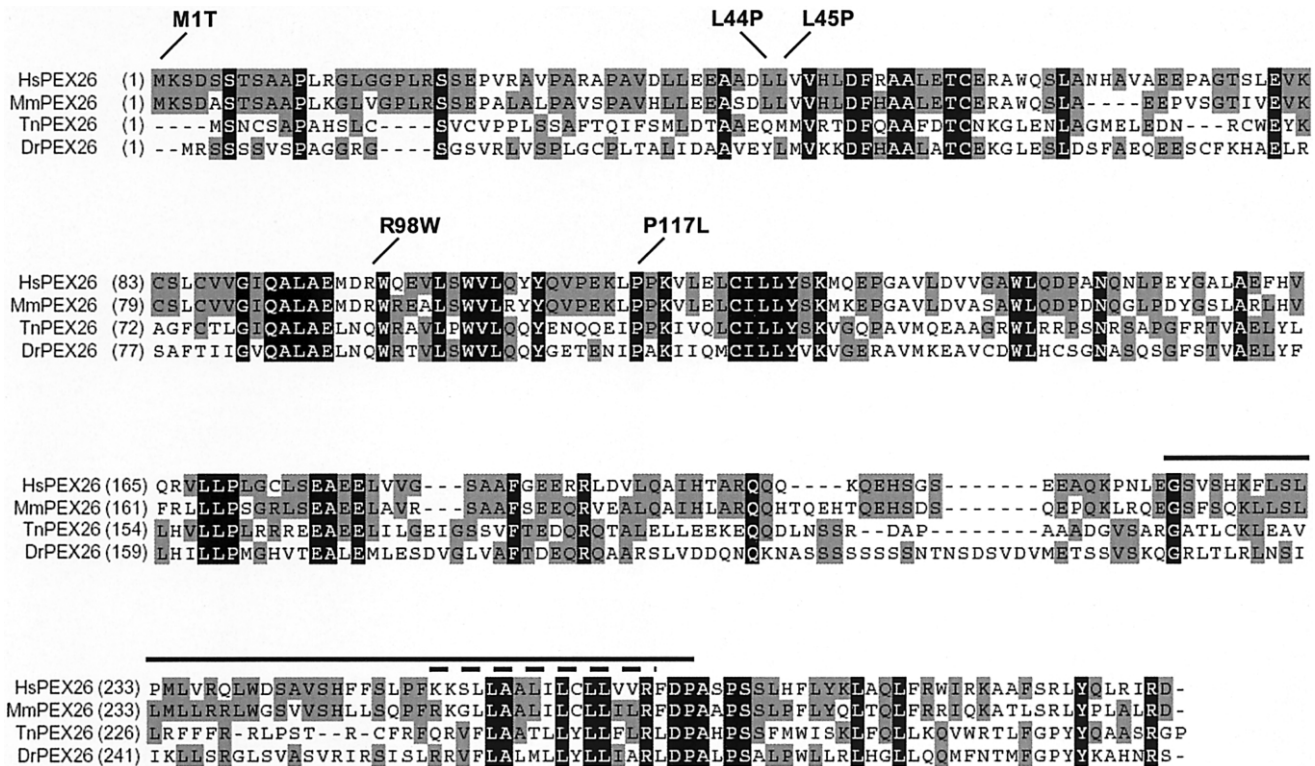 M1T L44P L45P
HsPEX26 (1) MKSDSSTSAAPLRGLGGPLRSSEPVRAVPARAPAVDLLEEAADLLVVHLDFRAALETCERAWQSLANHAVAEEPAGTSLEVK
MmPEX26 (1) MKSDASTSAAPLKGLVGPLRSSEPALALPAVSPAVHLLEEASDLLVVHLDFHAALETCERAWQSLA----EEPVSGTIVEVK
TnPEX26 (1) ----MSNCSAPAHSLC----SVCVPPLSSAFTQIFSMLDTAAEQMMVRTDFQAAFDTCNKGLENLAGMELEDN---RCWEYK
DrPEX26 (1) --MRSSSSVSPAGGRG----SGSVRLVSPLGCPLTALIDAAVEYLMVKKDFHAALATCEKGLESLDSFAEQEESCFKHAELR
R98W P117L
HsPEX26 (83) CSLCVVGIQALAEMDRWQEVLSWVLQYYQVPEKLPPKVLELCILLYSKMQEPGAVLDVVGAWLQDPANQNLPEYGALAEFHV
MmPEX26 (79) CSLCVVGIQALAEMDRWREALSWVLRYYQVPEKLPPKVLELCILLYSKMKEPGAVLDVASAWLQDPDNQGLPDYGSLARLHV
TnPEX26 (72) AGFCTLGIQALAELNQWRAVLPWVLQQYENQQEIPPKIVQLCILLYSKVGQPAVMQEAAGRWLRRPSNRSAPGFRTVAELYL
DrPEX26 (77) SAFTIIGVQALAELNQWRTVLSWVLQQYGETENIPAKIIQMCILLYVKVGERAVMKEAVCDWLHCSGNASQSGFSTVAELYF
HsPEX26 (165) QRVLLPLGCLSEAEELVVG---SAAFGEERRLDVLQAIHTARQQQ----KQEHSGS-------EEAQKPNLEGSVSHKFLSL
MmPEX26 (161) FRLLLPSGRLSEAEELAVR---SAAFSEEQRVEALQAIHLARQQHTQEHTQEHSDS-------QEPQKLRQEGSFSQKLLSL
TnPEX26 (154) LHVLLPLRRREEAEELILGEIGSSVFTEDQRQTALELLEEKEQQDLNSSR--DAP--------AAADGVSARGATLCKLEAV
DrPEX26 (159) LHILLPMGHVTEALEMLESDVGLVAFTDEQRQAARSLVDDQNQKNASSSSSSSSNTNSDSVDVMETSSVSKQGRLTLRLNSI
HsPEX26 (233) PMLVRQLWDSAVSHFFSLPFKKSLLAALILCLLVVRFDPASPSSLHFLYKLAQLFRWIRKAAFSRLYQLRIRD-
MmPEX26 (233) LMLLRRLWGSVVSHLLSQPFRKGLLAALILCLLILRFDPAAPSSLPFLYQLTQLFRRIQKATLSRLYPLALRD-
TnPEX26 (226) LRFFFR-RLPST--R-CFRFQRVFLAATLLYLLFLRLDPAHPSSFMWISKLFQLLKQVWRTLFGPYYQAASRGP
DrPEX26 (241) IKLLSRGLSVASVRIRSISLRRVFLALMLLYLLIARLDPALPSALPWLLRLHGLLQQMFNTMFGPYYKAHNRS-